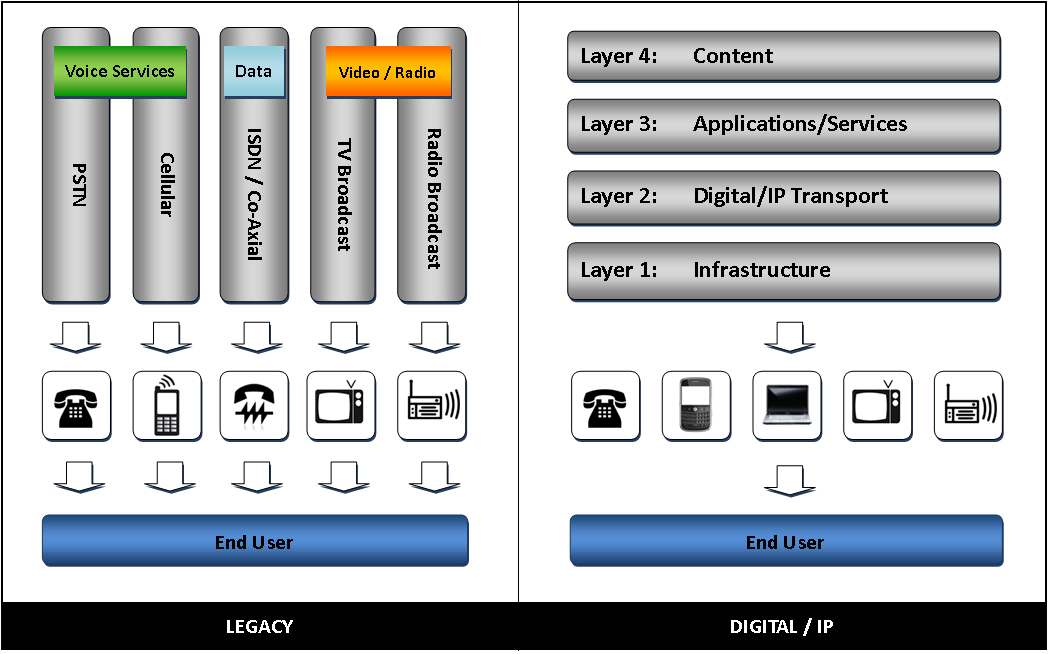 Voice Services
Data
Video / Radio
PSTN
Cellular
ISDN / Co-Axial
TV Broadcast
Radio Broadcast
End User
LEGACY
Layer 4: Content
Layer 3: Applications/Services
Layer 2: Digital/IP Transport
Layer 1: Infrastructure
End User
DIGITAL / IP